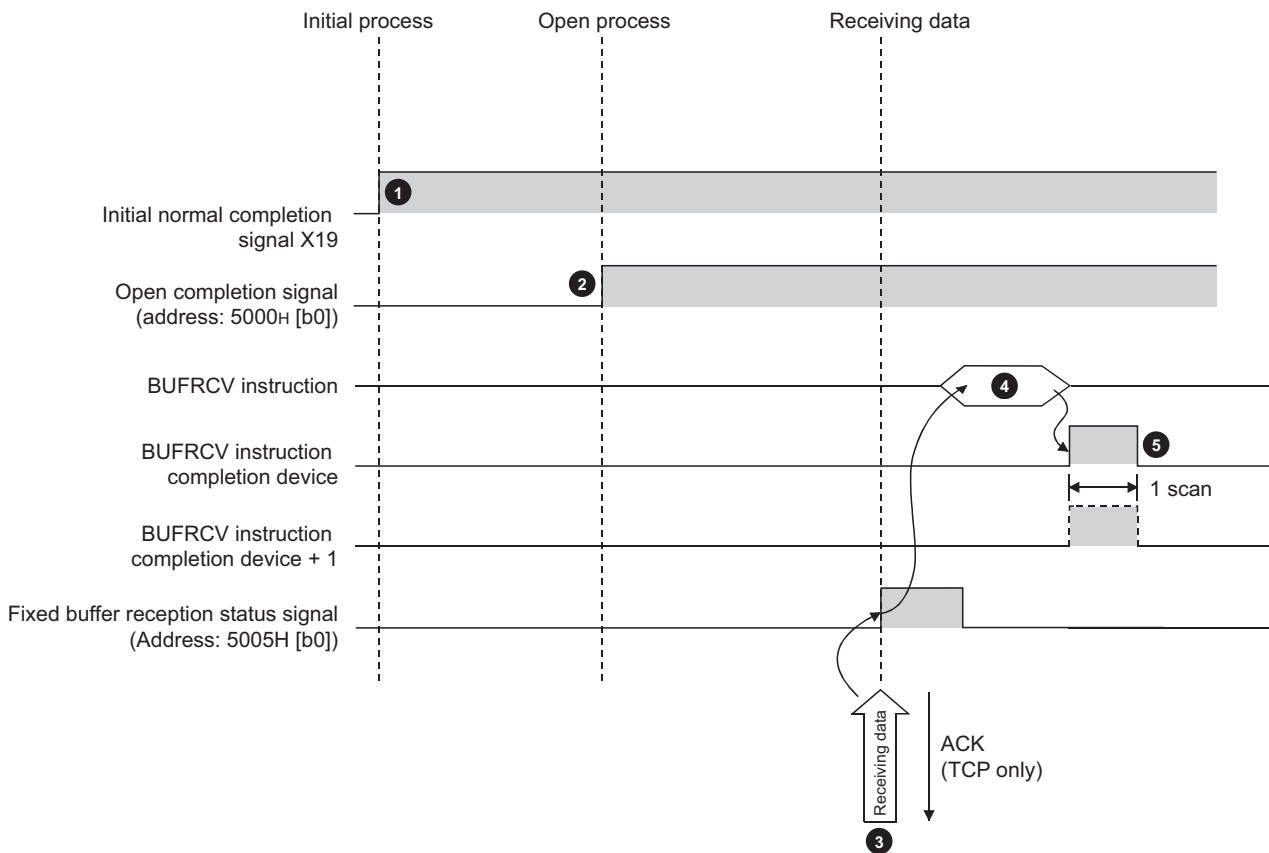 Initial process
Open process
Receiving data
1
Initial normal completion
signal X19
2
Open completion signal
(address: 5000H [b0])
BUFRCV instruction
4
BUFRCV instruction
completion device
5
1 scan
BUFRCV instruction
completion device + 1
Fixed buffer reception status signal
(Address: 5005H [b0])
Receiving data
ACK
(TCP only)
3